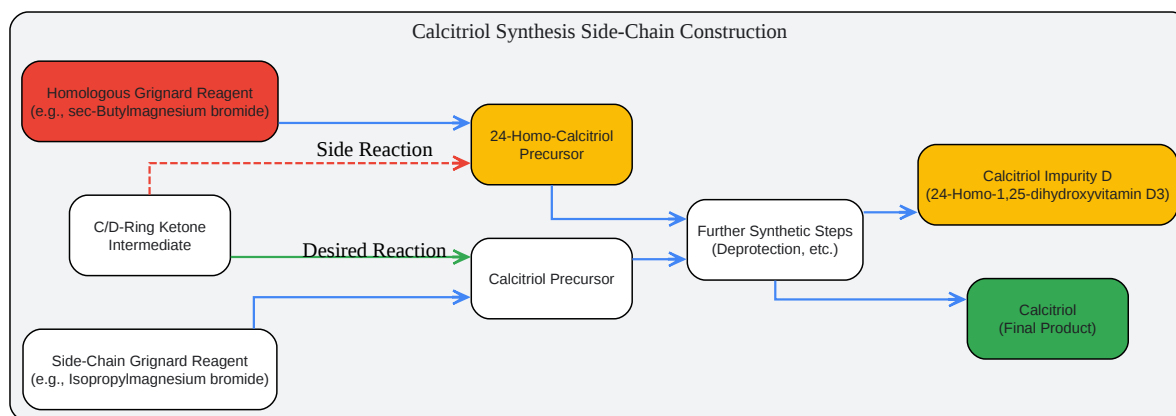 Calcitriol Synthesis Side-Chain Construction
Homologous Grignard Reagent
(e.g., sec-Butylmagnesium bromide)
24-Homo-Calcitriol
Precursor
Side Reaction
Calcitriol Impurity D
(24-Homo-1,25-dihydroxyvitamin D3)
C/D-Ring Ketone
Intermediate
Further Synthetic Steps
(Deprotection, etc.)
Desired Reaction
Calcitriol Precursor
Calcitriol
(Final Product)
Side-Chain Grignard Reagent
(e.g., Isopropylmagnesium bromide)